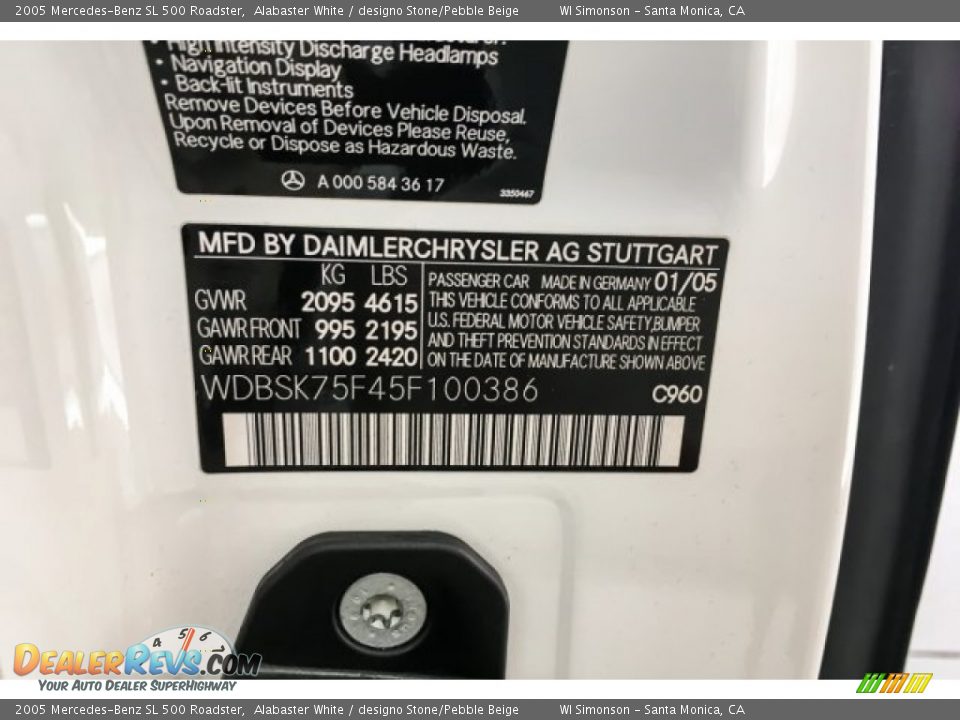 2005 Mercedes-Benz SL 500 Roadster,  Alabaster White / designo Stone/Pebble Beige  WI Simonson - Santa Monica, CA
• High Intensity Discharge Headlamps
• Navigation Display
• Back-lit Instruments
Remove Devices Before Vehicle Disposal.
Upon Removal of Devices Please Reuse,
Recycle or Dispose as Hazardous Waste.
A 000 584 36 17
3350467
MFD BY DAIMLERCHRYSLER AG STUTTGART
KG LBS
GVWR 2095 4615
GAWR FRONT 995 2195
GAWR REAR 1100 2420
PASSENGER CAR MADE IN GERMANY 01/05
THIS VEHICLE CONFORMS TO ALL APPLICABLE
U.S. FEDERAL MOTOR VEHICLE SAFETY,BUMPER
AND THEFT PREVENTION STANDARDS IN EFFECT
ON THE DATE OF MANUFACTURE SHOWN ABOVE
WDBSK75F45F100386
C960
4 5 6
DEALERREVS.COM
YOUR AUTO DEALER SUPERHIGHWAY
2005 Mercedes-Benz SL 500 Roadster,  Alabaster White / designo Stone/Pebble Beige  WI Simonson - Santa Monica, CA